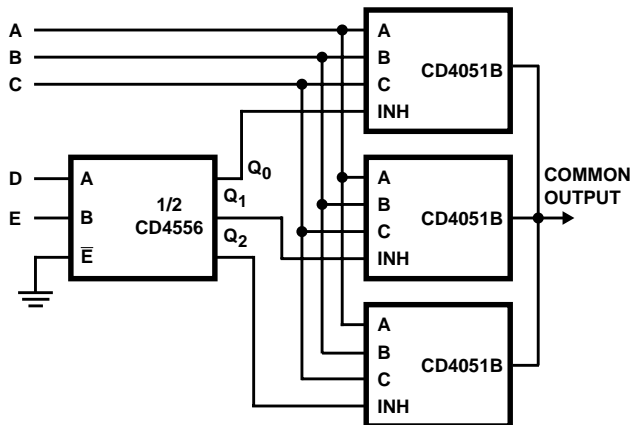 A
B
C
A
B
C
INH
CD4051B
D
E
A
B
E̅
1/2
CD4556
Q0
Q1
Q2
A
B
C
INH
CD4051B
COMMON
OUTPUT
A
B
C
INH
CD4051B